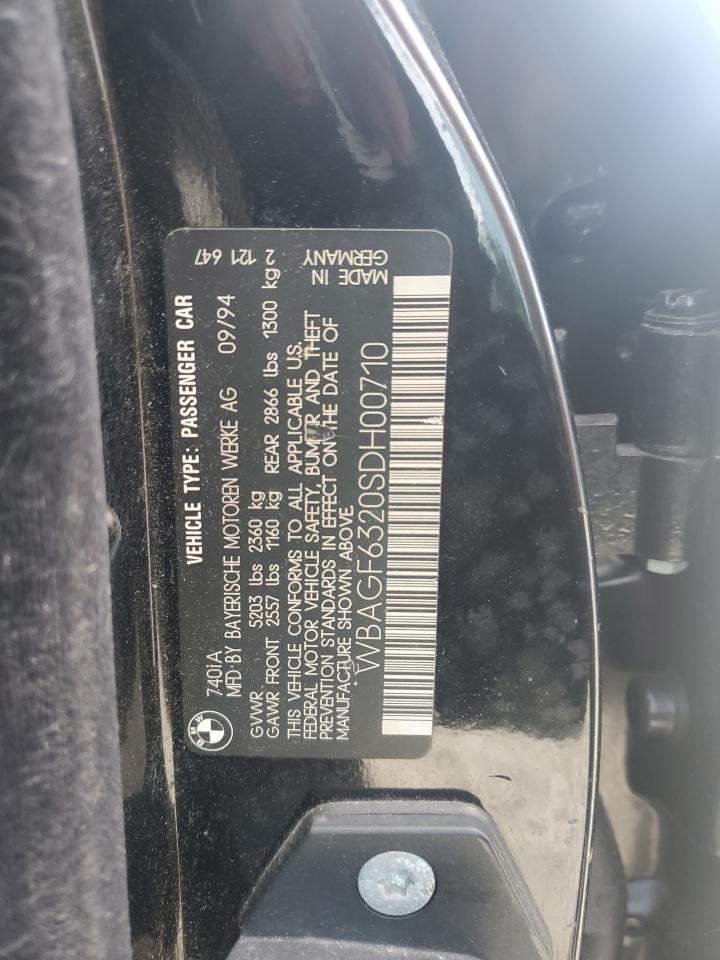 BMW
740iA
VEHICLE TYPE: PASSENGER CAR
MFD·BY BAYERISCHE MOTOREN WERKE AG 09/94
2 121 647
GVWR 5203 lbs 2360 kg
GAWR FRONT 2557 lbs 1160 kg REAR 2866 lbs 1300 kg
THIS VEHICLE CONFORMS TO ALL APPLICABLE U.S.
FEDERAL MOTOR VEHICLE SAFETY, BUMPER AND THEFT
PREVENTION STANDARDS IN EFFECT ON THE DATE OF
MANUFACTURE SHOWN ABOVE
MADE IN
GERMANY
WBAGF6320SDH00710